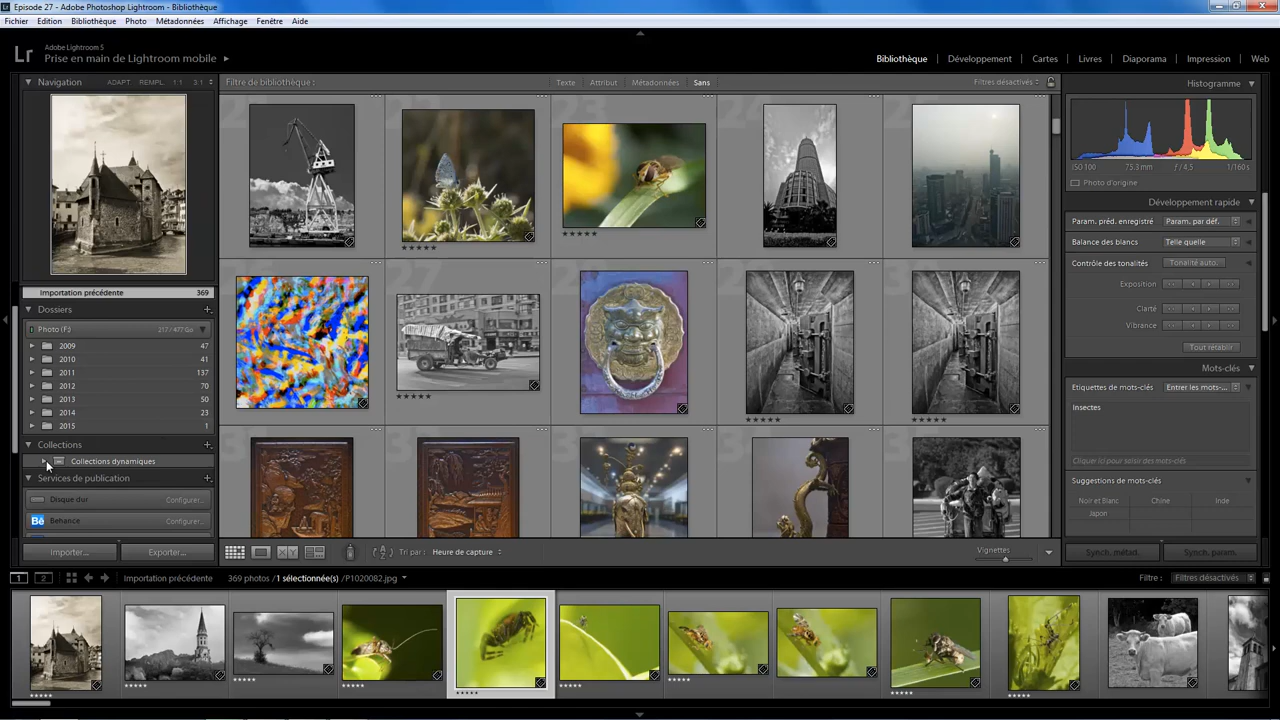 Episode 27 - Adobe Photoshop Lightroom - Bibliothèque
Fichier Edition Bibliothèque Photo Métadonnées Affichage Fenêtre Aide
Lr
Adobe Lightroom 5
Prise en main de Lightroom mobile
Bibliothèque Développement Cartes Livres Diaporama Impression Web
Navigation ADAPT REMPL. 1:1 3:1
Filtre de bibliothèque : Texte Attribut Métadonnées Sans Filtres désactivés
Histogramme
ISO 100 75.3 mm ƒ / 4.5 1/160 s
Photo d'origine
Développement rapide
Param. préd. enregistré Param. par déf.
Balance des blancs Telle quelle
Contrôle des tonalités Tonalité auto.
Exposition
Clarté
Vibrance
Tout rétablir
Importation précédente 369
Dossiers
Photo (F:) 217 / 477 Go
2009 47
2010 41
2011 137
2012 70
2013 50
2014 23
2015 1
Collections
Collections dynamiques
Services de publication
Disque dur Configurer...
Bē Behance Configurer...
Importer... Exporter...
Mots-clés
Etiquettes de mots-clés Entrer les mots-...
Insectes
Cliquer ici pour saisir des mots-clés
Suggestions de mots-clés
Noir et Blanc Chine Inde
Japon
Synch. métad. Synch. param.
Tri par : Heure de capture
Vignettes
1 2 Importation précédente 369 photos / 1 sélectionnée(s) / P1020082.jpg
Filtre : Filtres désactivés